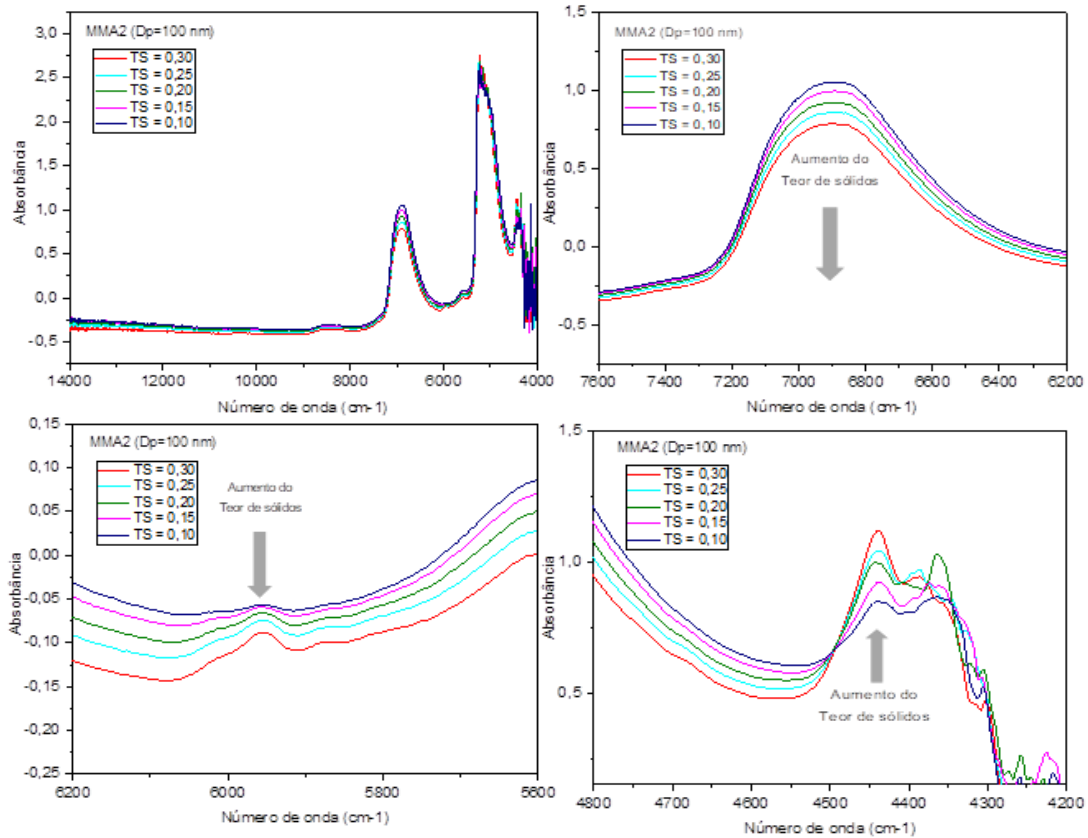 MMA2 (Dp=100 nm)
TS = 0,30
TS = 0,25
TS = 0,20
TS = 0,15
TS = 0,10
3,0
2,5
2,0
1,5
1,0
0,5
0,0
-0,5
Absorbância
14000 12000 10000 8000 6000 4000
Número de onda (cm-1)
MMA2 (Dp=100 nm)
TS = 0,30
TS = 0,25
TS = 0,20
TS = 0,15
TS = 0,10
Aumento do
Teor de sólidos
1,5
1,0
0,5
0,0
-0,5
Absorbância
7600 7400 7200 7000 6800 6600 6400 6200
Número de onda (cm-1)
MMA2 (Dp=100 nm)
TS = 0,30
TS = 0,25
TS = 0,20
TS = 0,15
TS = 0,10
Aumento do
Teor de sólidos
0,15
0,10
0,05
0,00
-0,05
-0,10
-0,15
-0,20
-0,25
Absorbância
6200 6000 5800 5600
Número de onda (cm-1)
MMA2 (Dp=100 nm)
TS = 0,30
TS = 0,25
TS = 0,20
TS = 0,15
TS = 0,10
Aumento do
Teor de sólidos
1,5
1,0
0,5
Absorbância
4800 4700 4600 4500 4400 4300 4200
Número de onda (cm-1)